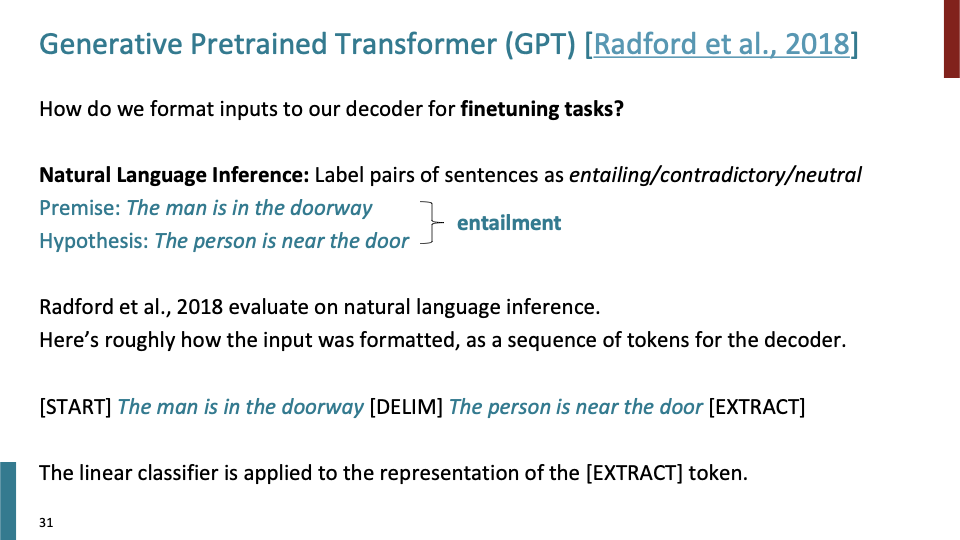 Generative Pretrained Transformer (GPT) [Radford et al., 2018]
How do we format inputs to our decoder for finetuning tasks?
Natural Language Inference: Label pairs of sentences as entailing/contradictory/neutral
Premise: The man is in the doorway
Hypothesis: The person is near the door
entailment
Radford et al., 2018 evaluate on natural language inference.
Here’s roughly how the input was formatted, as a sequence of tokens for the decoder.
[START] The man is in the doorway [DELIM] The person is near the door [EXTRACT]
The linear classifier is applied to the representation of the [EXTRACT] token.
31